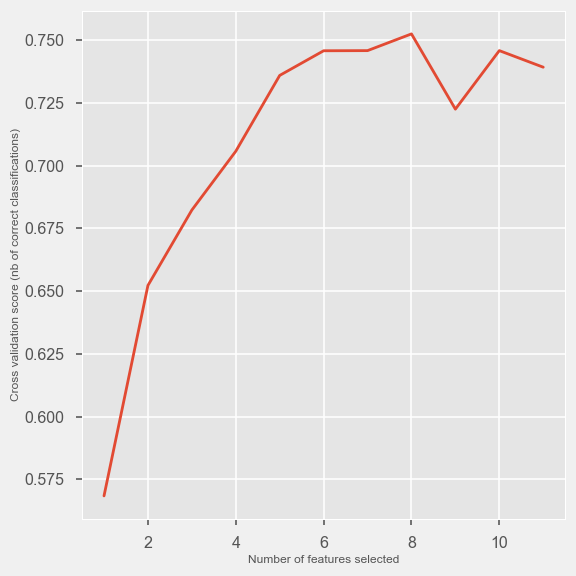 0.750
0.725
0.700
0.675
0.650
0.625
0.600
0.575
Cross validation score (nb of correct classifications)
2 4 6 8 10
Number of features selected